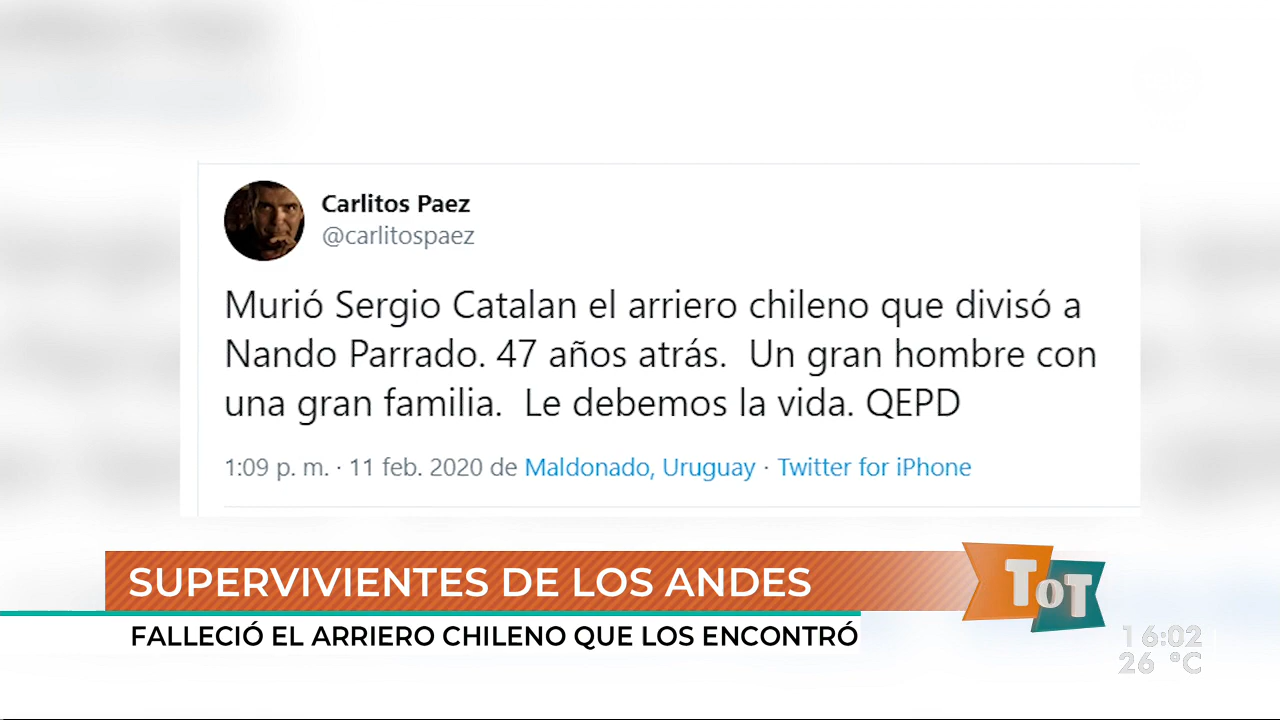 Carlitos Paez
@carlitospaez
Murió Sergio Catalan el arriero chileno que divisó a
Nando Parrado. 47 años atrás. Un gran hombre con
una gran familia. Le debemos la vida. QEPD
1:09 p. m. · 11 feb. 2020 de Maldonado, Uruguay · Twitter for iPhone
SUPERVIVIENTES DE LOS ANDES
TOT
FALLECIÓ EL ARRIERO CHILENO QUE LOS ENCONTRÓ
16:02
26 °C